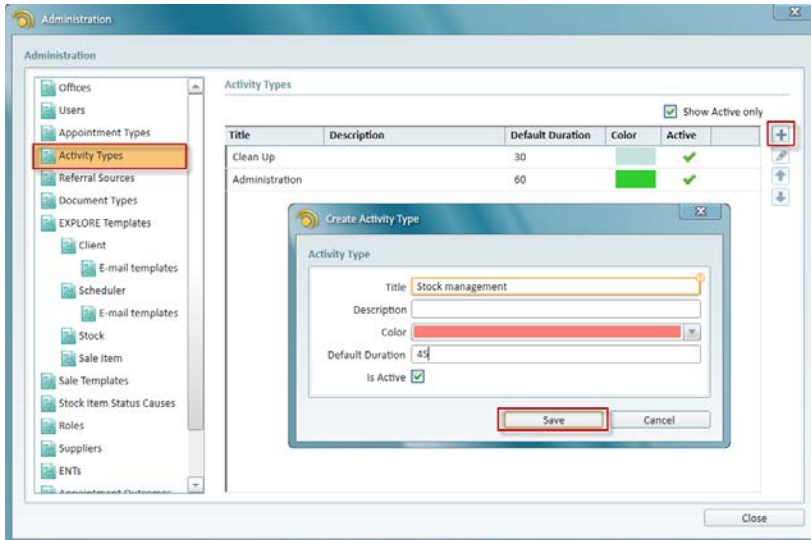 Administration
Administration
Offices
Users
Appointment Types
Activity Types
Referral Sources
Document Types
EXPLORE Templates
Client
E-mail templates
Scheduler
E-mail templates
Stock
Sale Item
Sale Templates
Stock Item Status Causes
Roles
Suppliers
ENTs
Appointment Outcomes
Activity Types
Show Active only
Title Description Default Duration Color Active
Clean Up 30
Administration 60
Create Activity Type
Activity Type
Title Stock management
Description
Color
Default Duration 45
Is Active
Save Cancel
Close